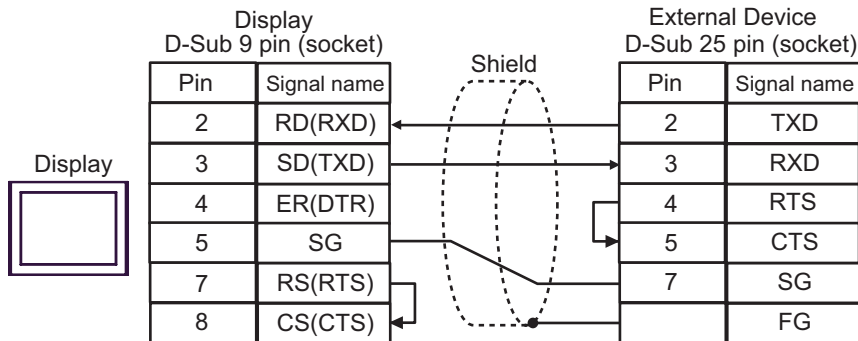 Display
D-Sub 9 pin (socket)
External Device
D-Sub 25 pin (socket)
Shield
Display
Pin Signal name
2 RD(RXD)
3 SD(TXD)
4 ER(DTR)
5 SG
7 RS(RTS)
8 CS(CTS)
Pin Signal name
2 TXD
3 RXD
4 RTS
5 CTS
7 SG
FG